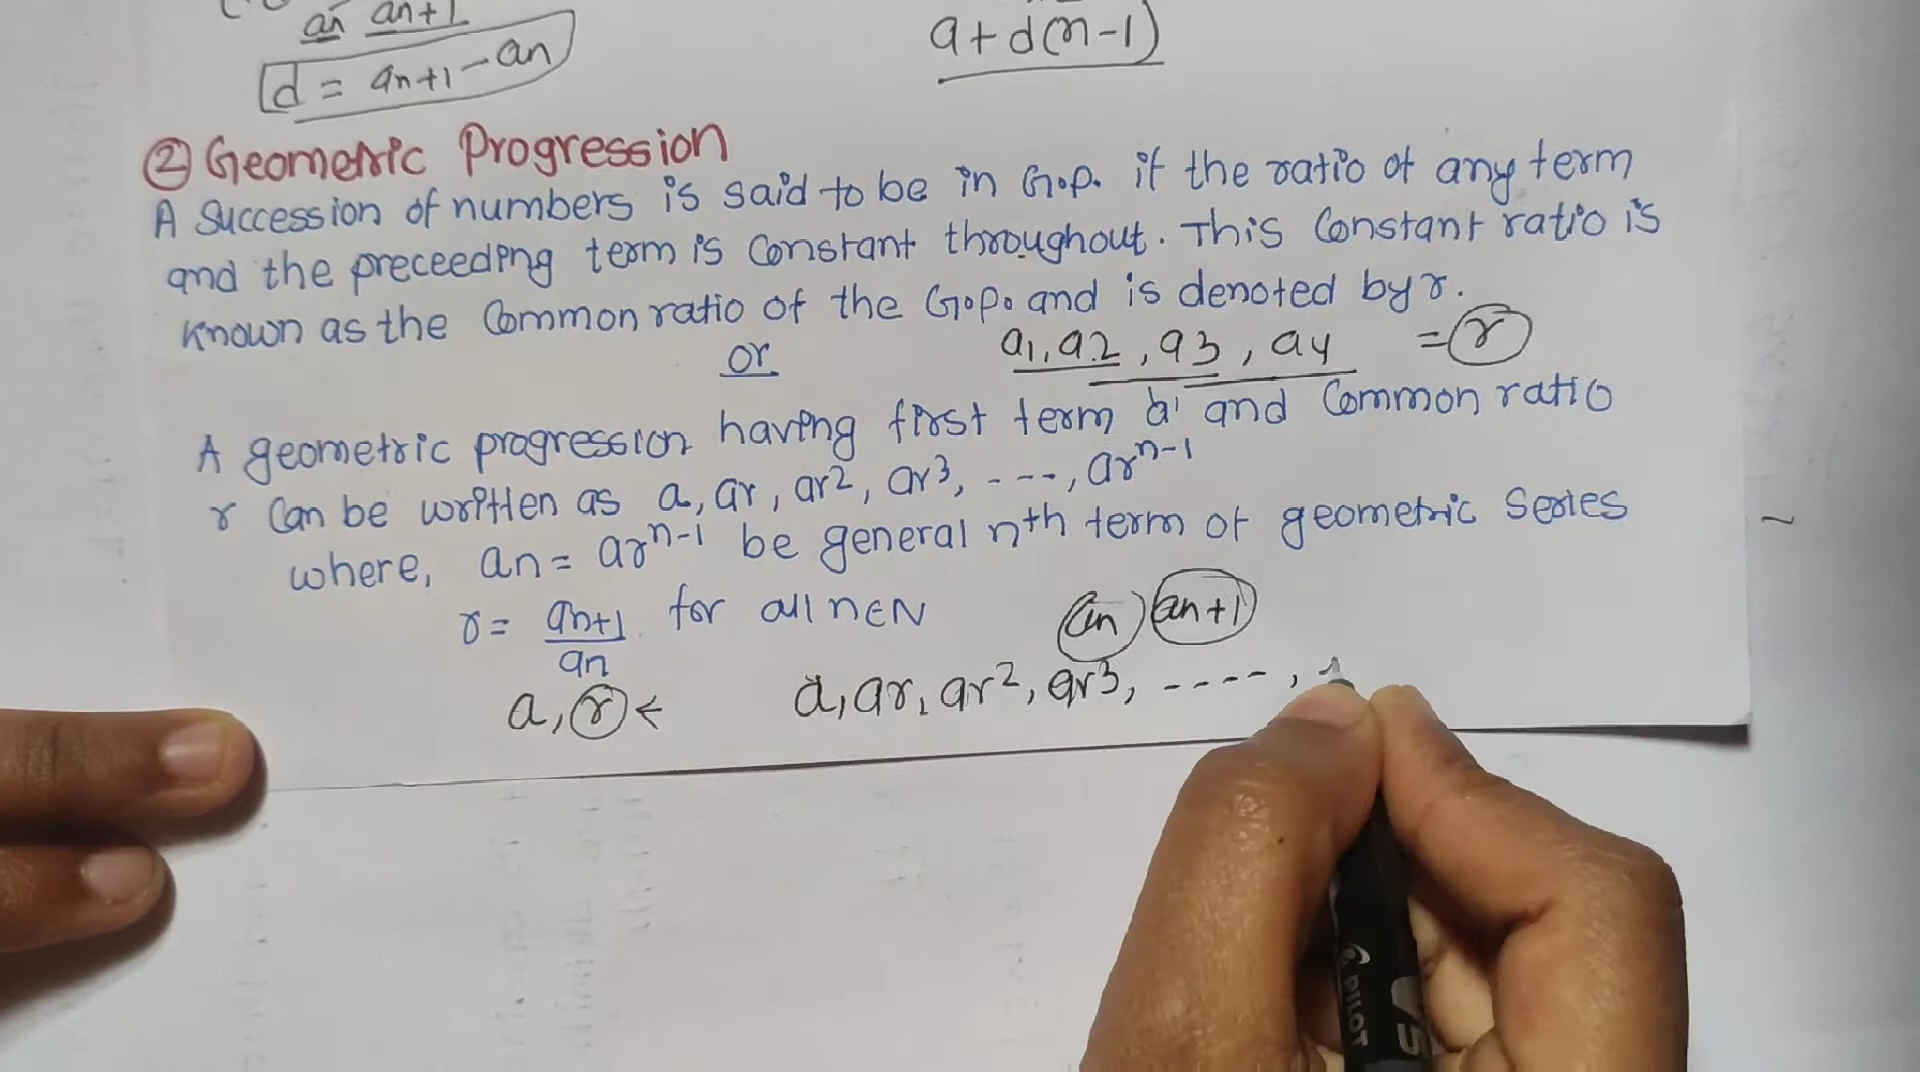 an an+1
d = an+1 - an
a+d(n-1)
② Geometric Progression
A Succession of numbers is said to be in G.P. if the ratio of any term
and the preceeding term is Constant throughout. This Constant ratio is
known as the Common ratio of the G.P. and is denoted by r.
or
a1, a2, a3, a4 = r
A geometric progression having first term 'a' and Common ratio
r Can be written as a, ar, ar², ar³, ----, arⁿ⁻¹
where, an = arⁿ⁻¹ be general nth term of geometric Series
r = an+1/an for all n∈N
an an+1
a, r ← a, ar, ar², ar³, -----,
PILOT V5